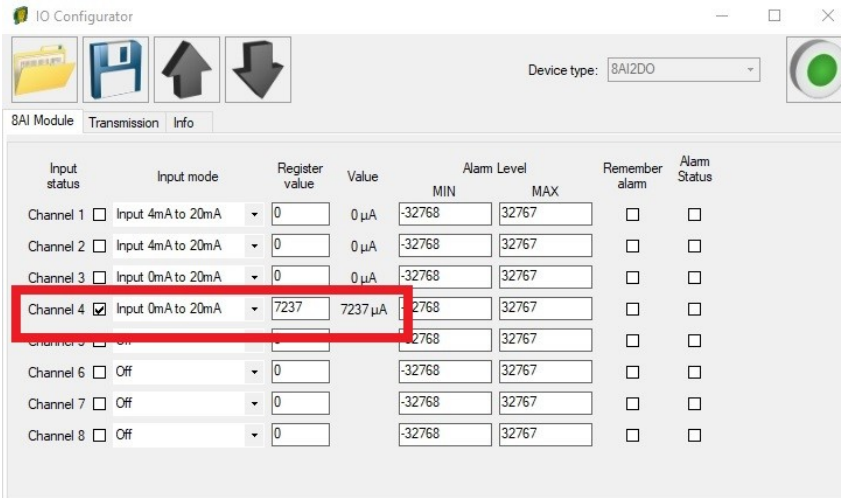 IO Configurator
Device type: 8AI2DO
8AI Module Transmission Info
Input status Input mode Register value Value Alarm Level MIN MAX Remember alarm Alarm Status
Channel 1 Input 4mA to 20mA 0 0 µA -32768 32767
Channel 2 Input 4mA to 20mA 0 0 µA -32768 32767
Channel 3 Input 0mA to 20mA 0 0 µA -32768 32767
Channel 4 Input 0mA to 20mA 7237 7237 µA 2768 32767
Channel 5 Off 0 -32768 32767
Channel 6 Off 0 -32768 32767
Channel 7 Off 0 -32768 32767
Channel 8 Off 0 -32768 32767